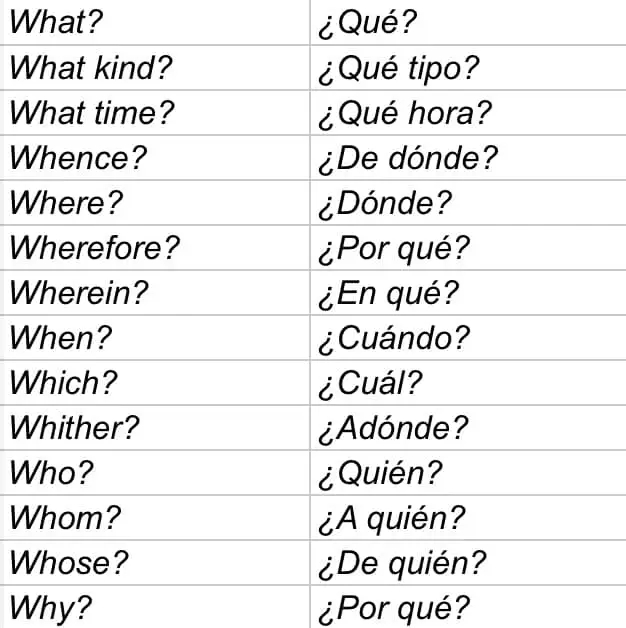 What? ¿Qué?
What kind? ¿Qué tipo?
What time? ¿Qué hora?
Whence? ¿De dónde?
Where? ¿Dónde?
Wherefore? ¿Por qué?
Wherein? ¿En qué?
When? ¿Cuándo?
Which? ¿Cuál?
Whither? ¿Adónde?
Who? ¿Quién?
Whom? ¿A quién?
Whose? ¿De quién?
Why? ¿Por qué?